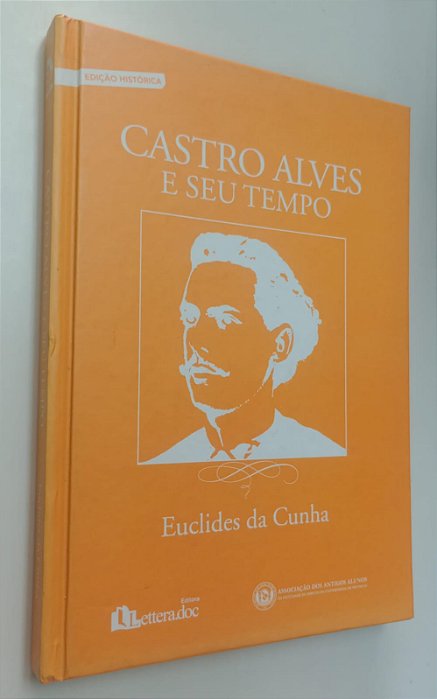 EDIÇÃO HISTÓRICA
CASTRO ALVES
E SEU TEMPO
Euclides da Cunha
Editora
Lettera.doc
ASSOCIAÇÃO DOS ANTIGOS ALUNOS